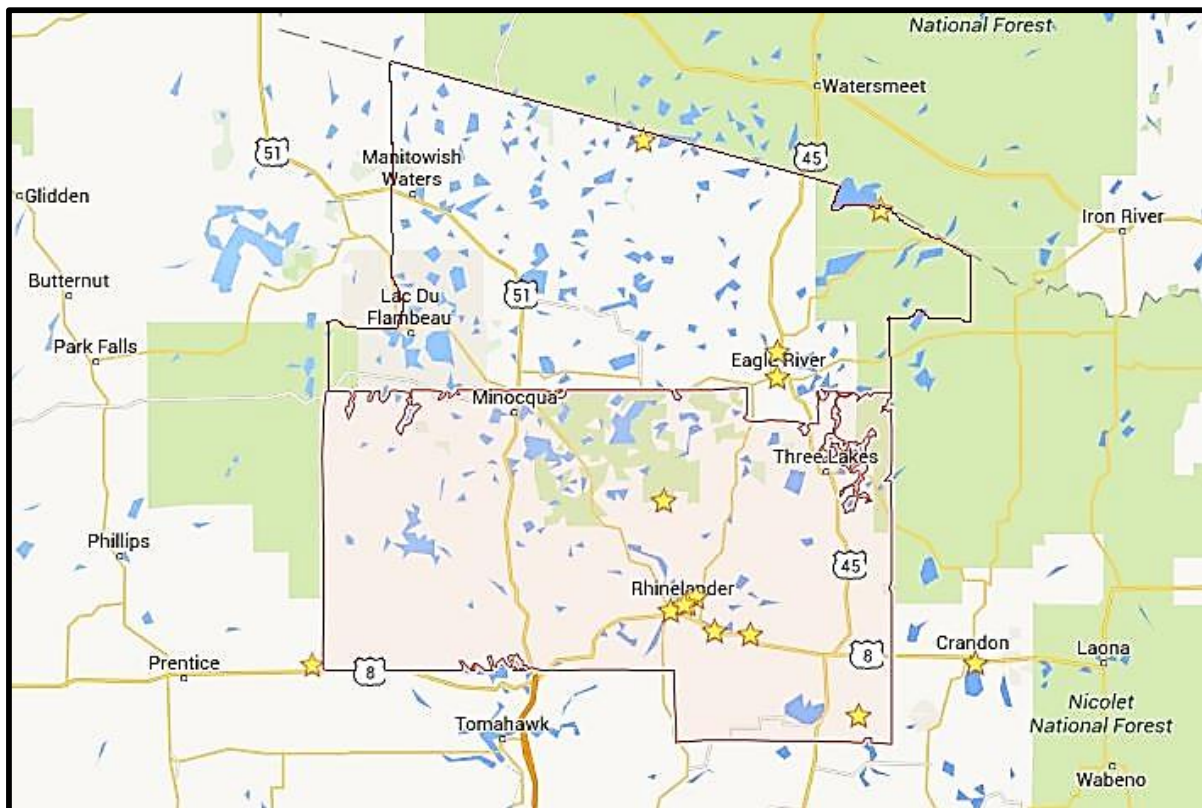 National Forest
Watersmeet
51
45
Manitowish
Waters
Glidden
Iron River
Butternut
Lac Du
Flambeau
51
Park Falls
Eagle River
Minocqua
Three Lakes
Phillips
45
Rhinelander
Prentice
8
8
Crandon
Laona
Nicolet
National Forest
Tomahawk
Wabeno